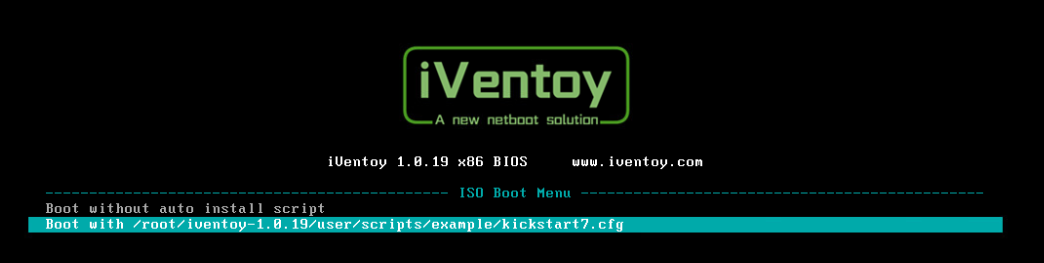 iVentoy
A new netboot solution
iVentoy 1.0.19 x86 BIOS www.iventoy.com
---------------------------------------------- ISO Boot Menu ----------------------------------------------
Boot without auto install script
Boot with /root/iventoy-1.0.19/user/scripts/example/kickstart7.cfg